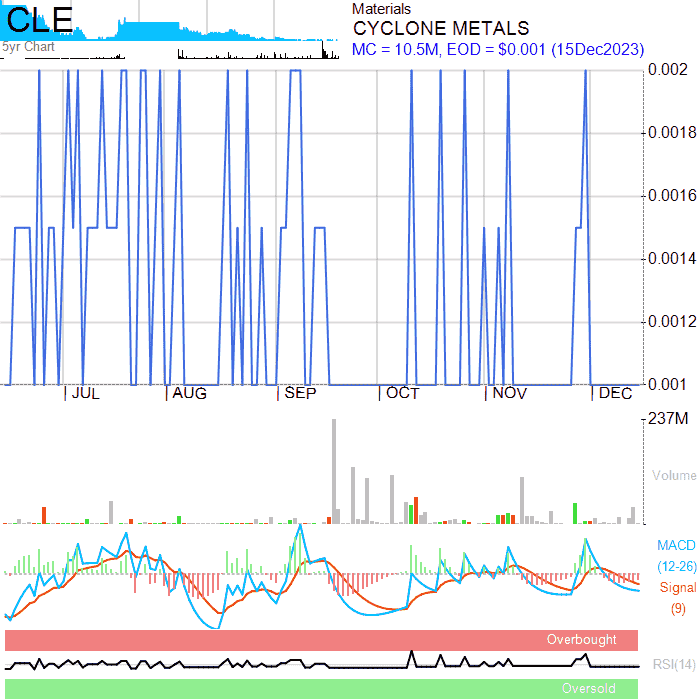 CLE
5yr Chart
Materials
CYCLONE METALS
MC = 10.5M, EOD = $0.001 (15Dec2023)
0.002
0.0018
0.0016
0.0014
0.0012
0.001
JUL AUG SEP OCT NOV DEC
237M
Volume
MACD
(12-26)
Signal
(9)
Overbought
RSI(14)
Oversold